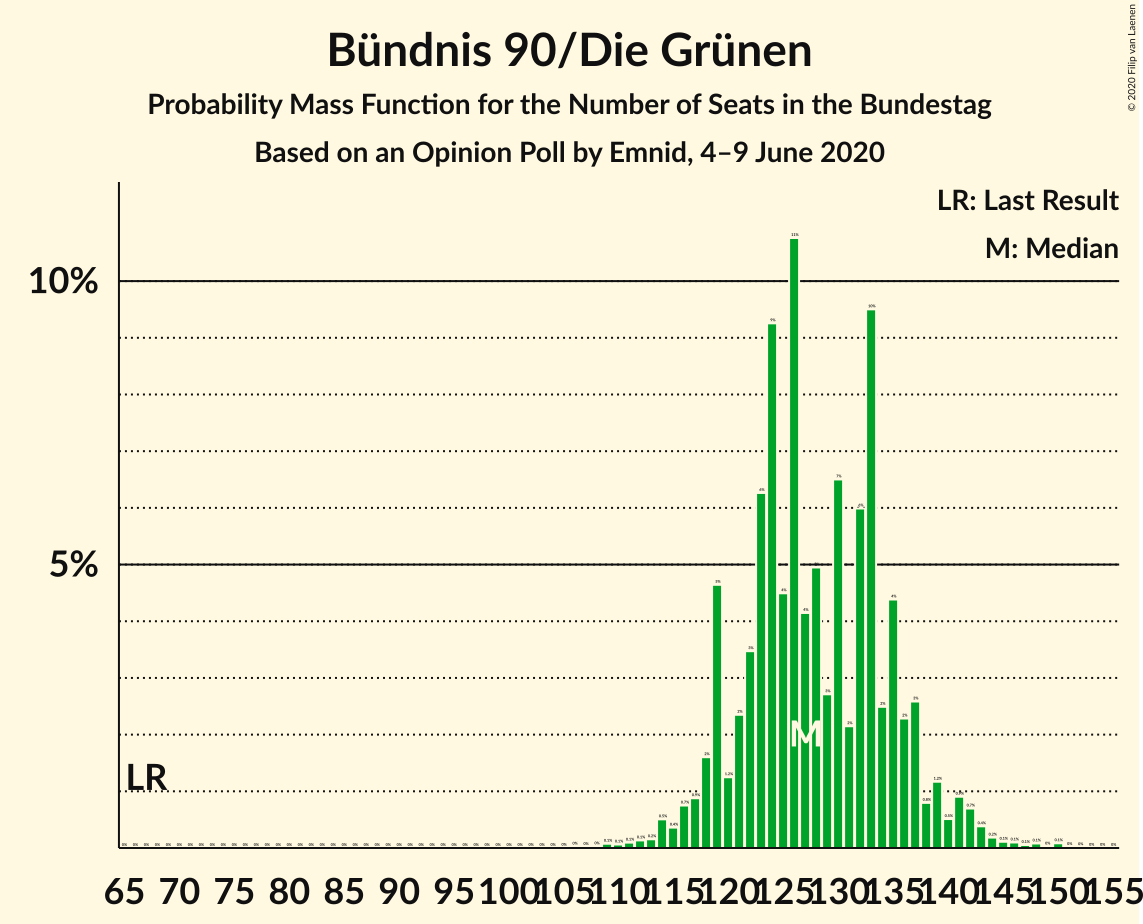 Bündnis 90/Die Grünen
Probability Mass Function for the Number of Seats in the Bundestag
Based on an Opinion Poll by Emnid, 4–9 June 2020
© 2020 Filip van Laenen
LR: Last Result
M: Median
10%
5%
LR
M
65 70 75 80 85 90 95 100 105 110 115 120 125 130 135 140 145 150 155